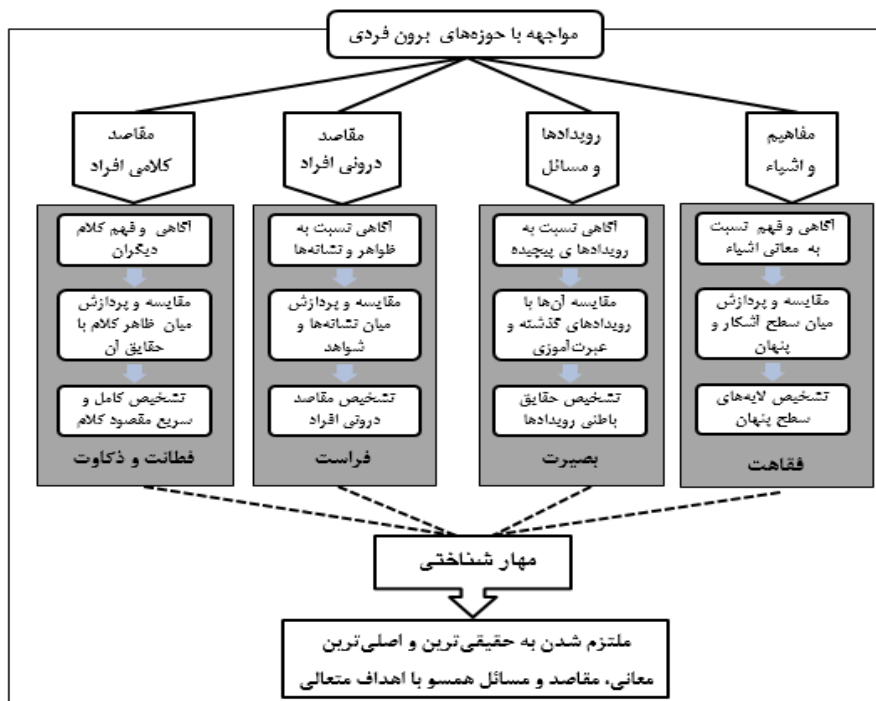 مواجهه با حوزه‌های برون فردی
مفاهیم
و اشیاء
رویدادها
و مسائل
مقاصد
درونی افراد
مقاصد
کلامی افراد
آگاهی و فهم نسبت
به معانی اشیاء
مقایسه و پردازش
میان سطح آشکار و
پنهان
تشخیص لایه‌های
سطح پنهان
فقاهت
آگاهی نسبت به
رویدادها ی پیچیده
مقایسه آن‌ها با
رویدادهای گذشته و
عبرت‌آموزی
تشخیص حقایق
باطنی رویدادها
بصیرت
آگاهی نسبت به
ظواهر و نشانه‌ها
مقایسه و پردازش
میان نشانه‌ها و
شواهد
تشخیص مقاصد
درونی افراد
فراست
آگاهی و فهم کلام
دیگران
مقایسه و پردازش
میان ظاهر کلام با
حقایق آن
تشخیص کامل و
سریع مقصود کلام
فطانت و ذکاوت
مهار شناختی
ملتزم شدن به حقیقی‌ترین و اصلی‌ترین
معانی، مقاصد و مسائل همسو با اهداف متعالی